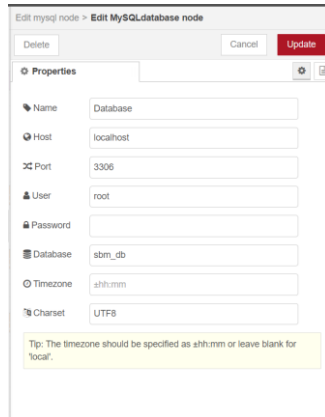 Edit mysql node > Edit MySQLdatabase node
Delete Cancel Update
Properties
Name Database
Host localhost
Port 3306
User root
Password
Database sbm_db
Timezone ±hh:mm
Charset UTF8
Tip: The timezone should be specified as ±hh:mm or leave blank for
'local'.